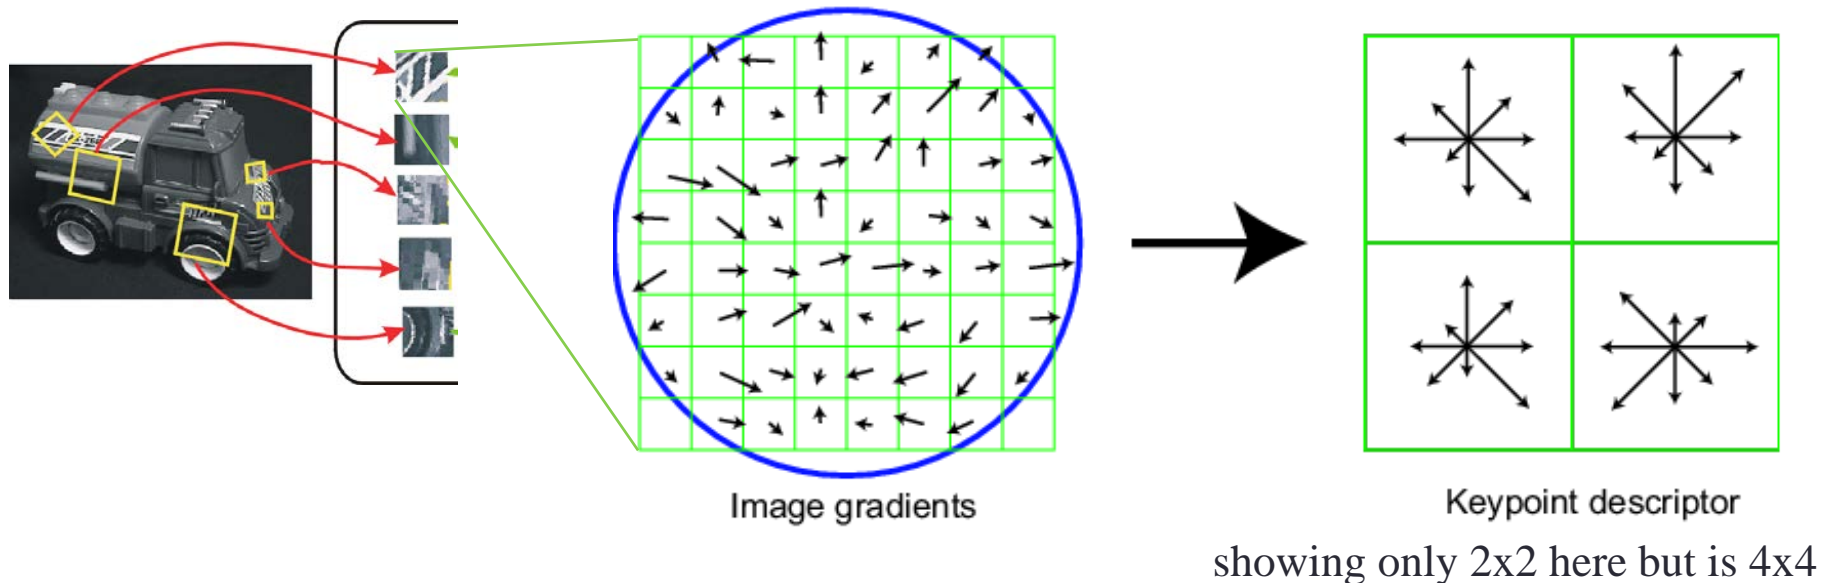 Image gradients
Keypoint descriptor
showing only 2x2 here but is 4x4